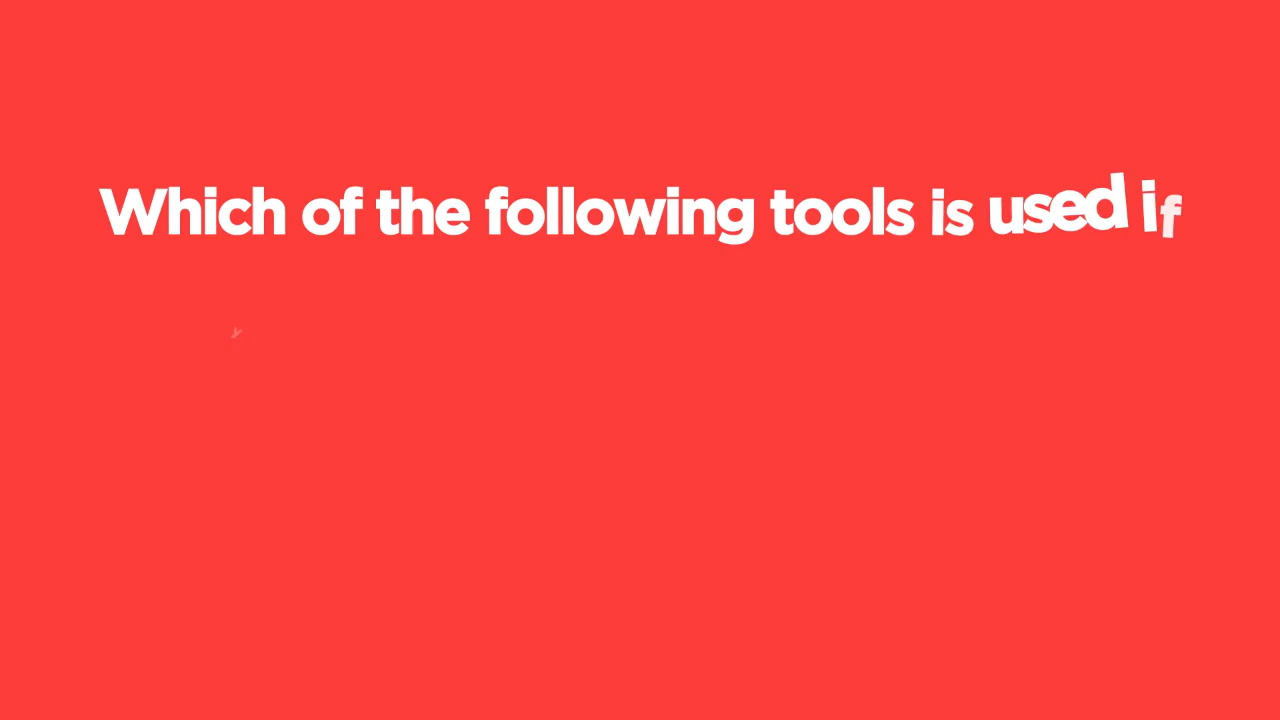 Which of the following tools is used if